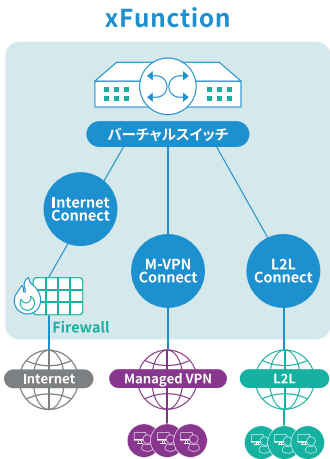 xFunction
バーチャルスイッチ
Internet
Connect
M-VPN
Connect
L2L
Connect
Firewall
Internet
Managed VPN
L2L